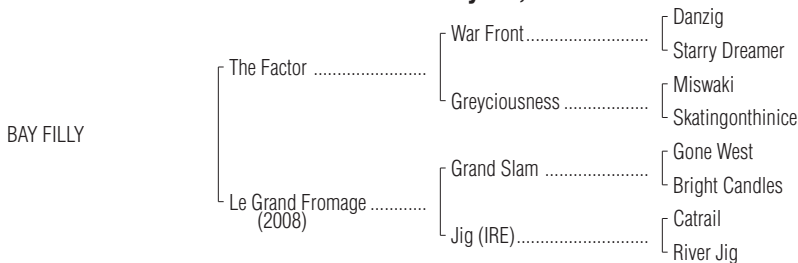 Danzig
War Front..........................
Starry Dreamer
The Factor ........................
Miswaki
Greyciousness ..................
Skatingonthinice
BAY FILLY
Gone West
Grand Slam ......................
Bright Candles
Le Grand Fromage ............
(2008)
Catrail
Jig (IRE)............................
River Jig